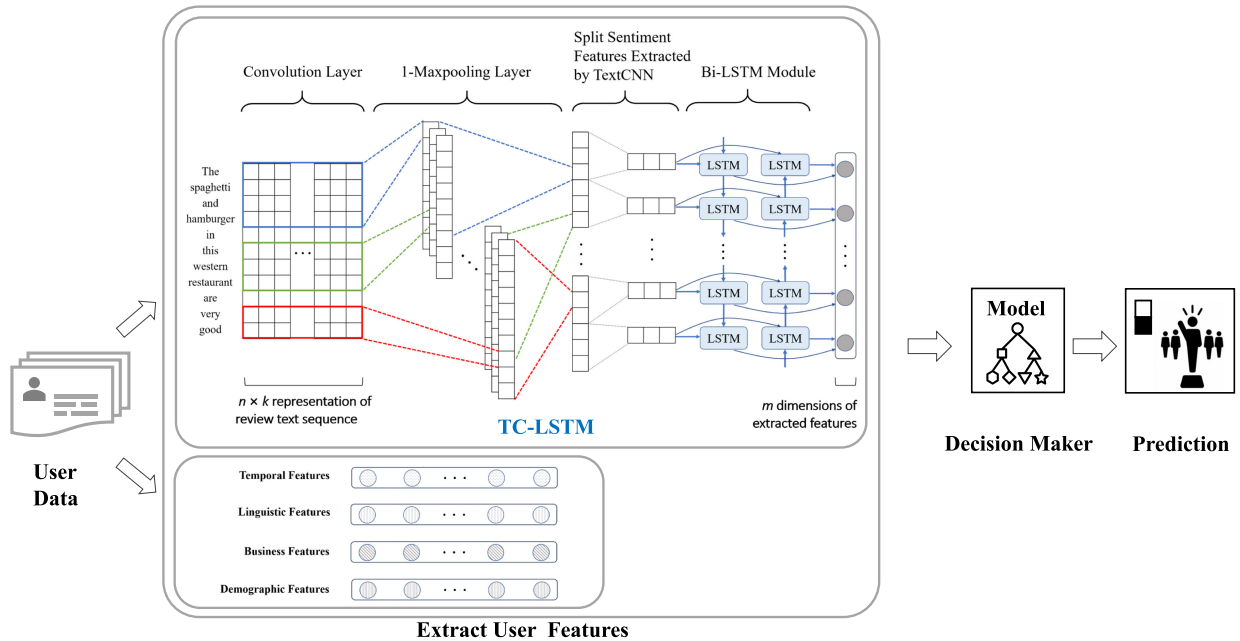 Convolution Layer
1-Maxpooling Layer
Split Sentiment
Features Extracted
by TextCNN
Bi-LSTM Module
The
spaghetti
and
hamburger
in
this
western
restaurant
are
very
good
...
LSTM
LSTM
LSTM
LSTM
LSTM
LSTM
LSTM
LSTM
n × k representation of
review text sequence
TC-LSTM
m dimensions of
extracted features
User
Data
Temporal Features
Linguistic Features
Business Features
Demographic Features
Extract User Features
Model
Decision Maker
Prediction